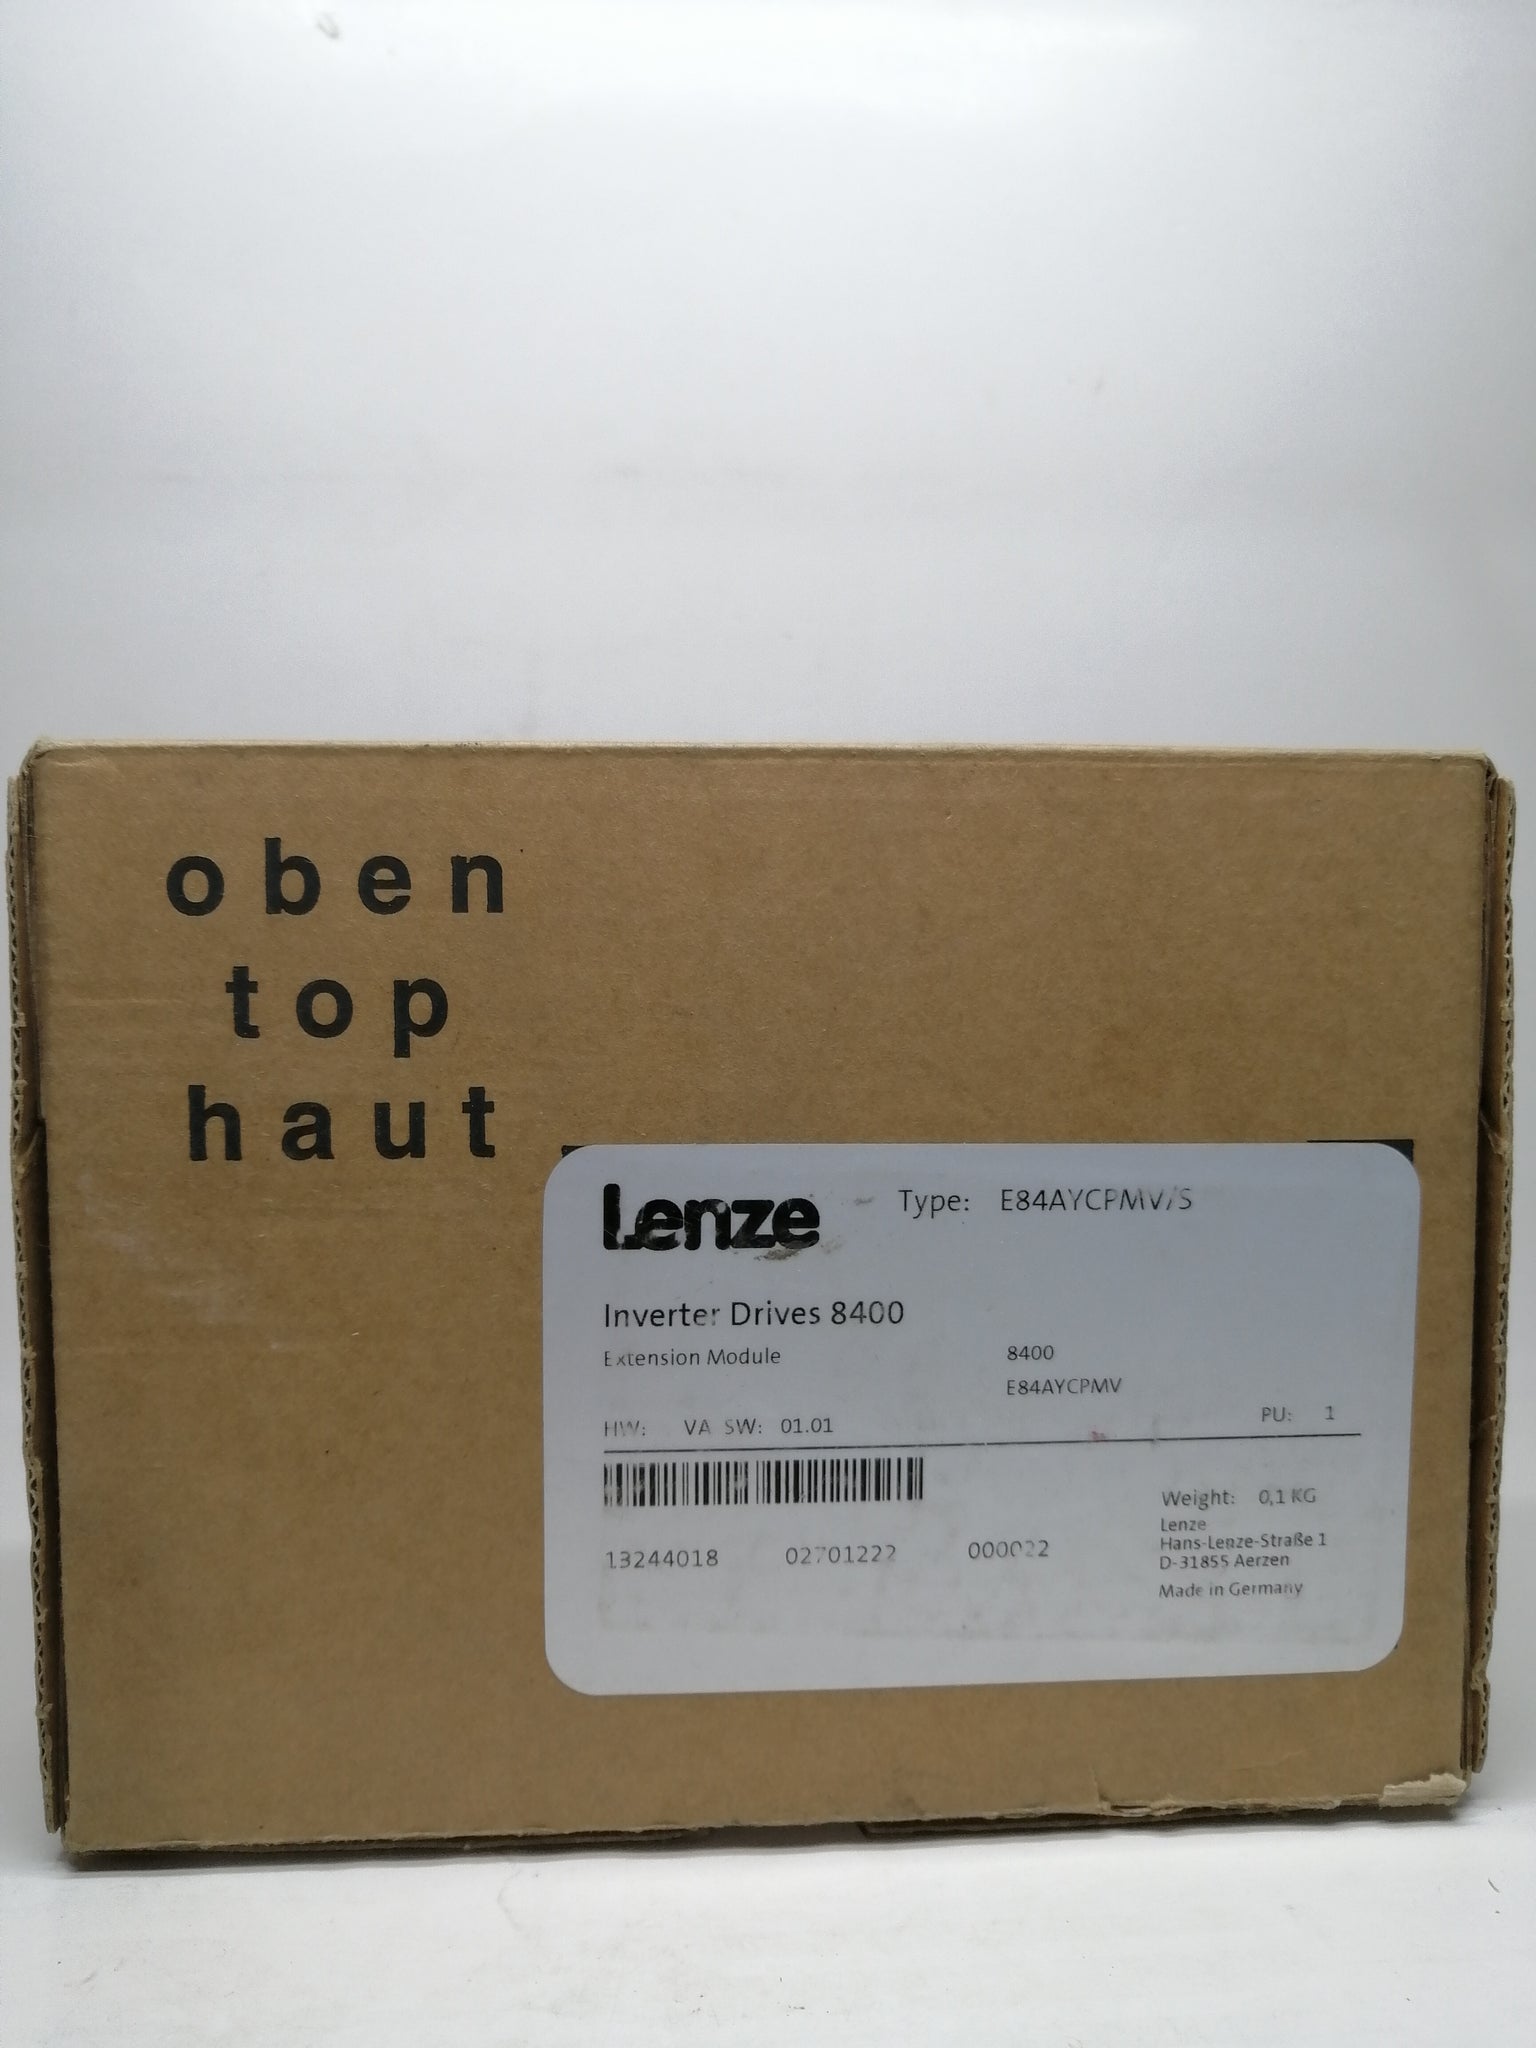 oben
top
haut
Lenze
Type: E84AYCPMV/S
Inverter Drives 8400
Extension Module 8400
E84AYCPMV
HW: VA SW: 01.01 PU: 1
13244018 02701222 000022
Weight: 0,1 KG
Lenze
Hans-Lenze-Straße 1
D-31855 Aerzen
Made in Germany